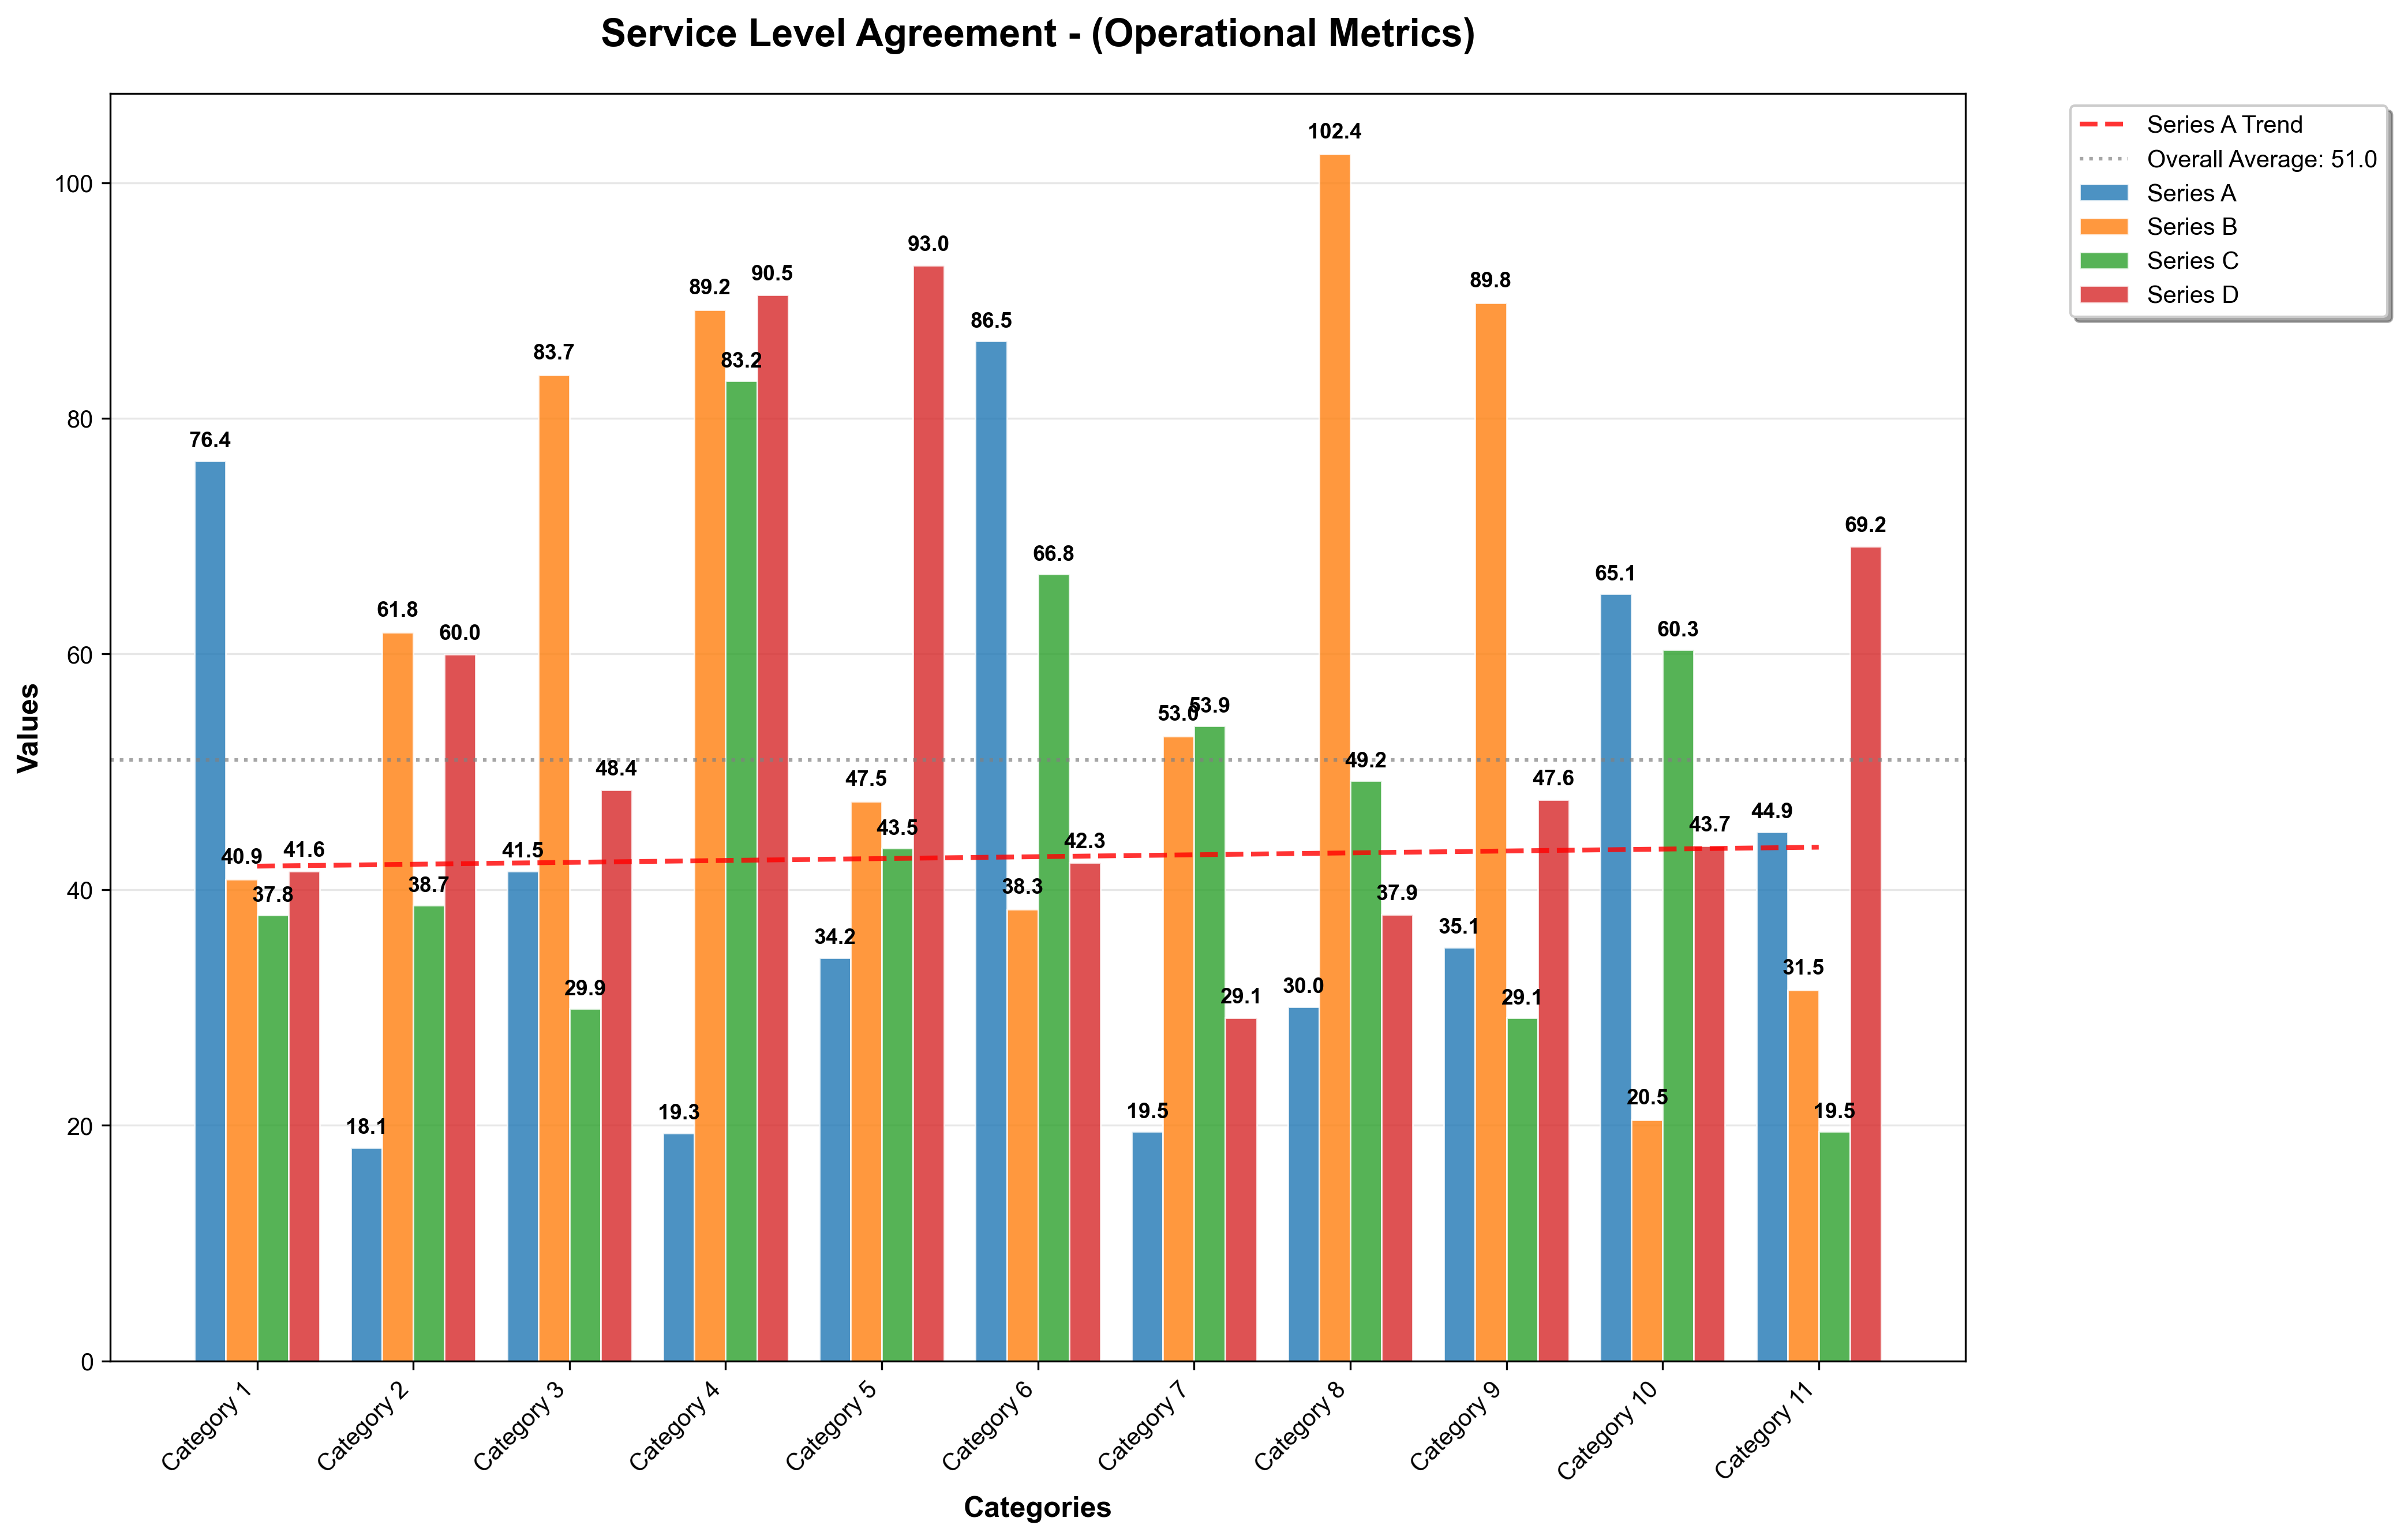 Service Level Agreement - (Operational Metrics)
Series A Trend
Overall Average: 51.0
Series A
Series B
Series C
Series D
Values
100
80
60
40
20
0
76.4
40.9
37.8
41.6
18.1
61.8
38.7
60.0
41.5
83.7
29.9
48.4
19.3
89.2
83.2
90.5
34.2
47.5
43.5
93.0
86.5
38.3
66.8
42.3
19.5
53.0
53.9
29.1
30.0
102.4
49.2
37.9
35.1
89.8
29.1
47.6
65.1
20.5
60.3
43.7
44.9
31.5
19.5
69.2
Category 1
Category 2
Category 3
Category 4
Category 5
Category 6
Category 7
Category 8
Category 9
Category 10
Category 11
Categories